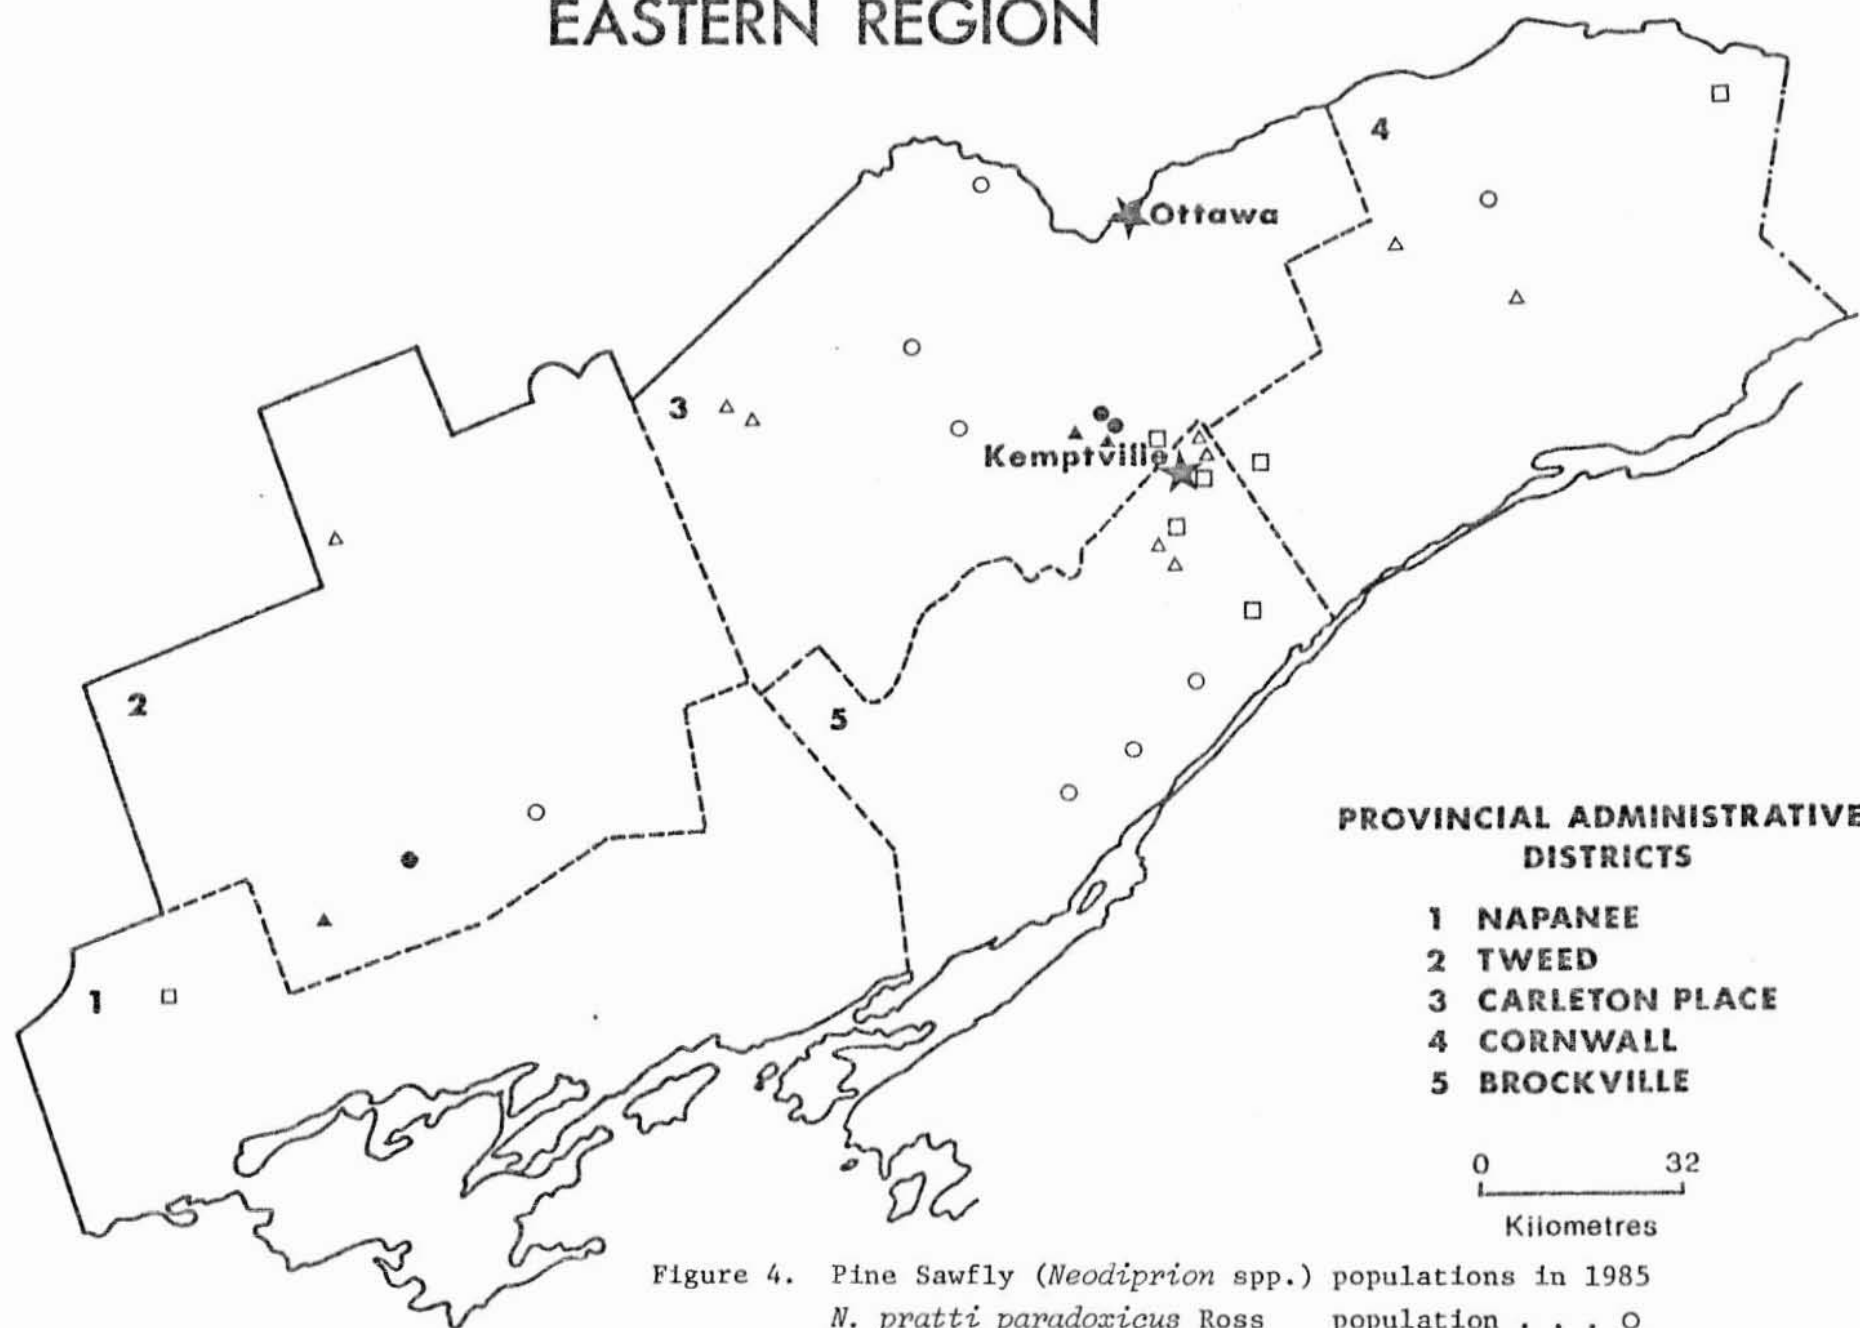 EASTERN REGION
4
Ottawa
3
Kemptville
2
5
1
PROVINCIAL ADMINISTRATIVE
DISTRICTS
1 NAPANEE
2 TWEED
3 CARLETON PLACE
4 CORNWALL
5 BROCKVILLE
0 32
Kilometres
Figure 4. Pine Sawfly (Neodiprion spp.) populations in 1985
N. pratti paradoxicus Ross population . . . O